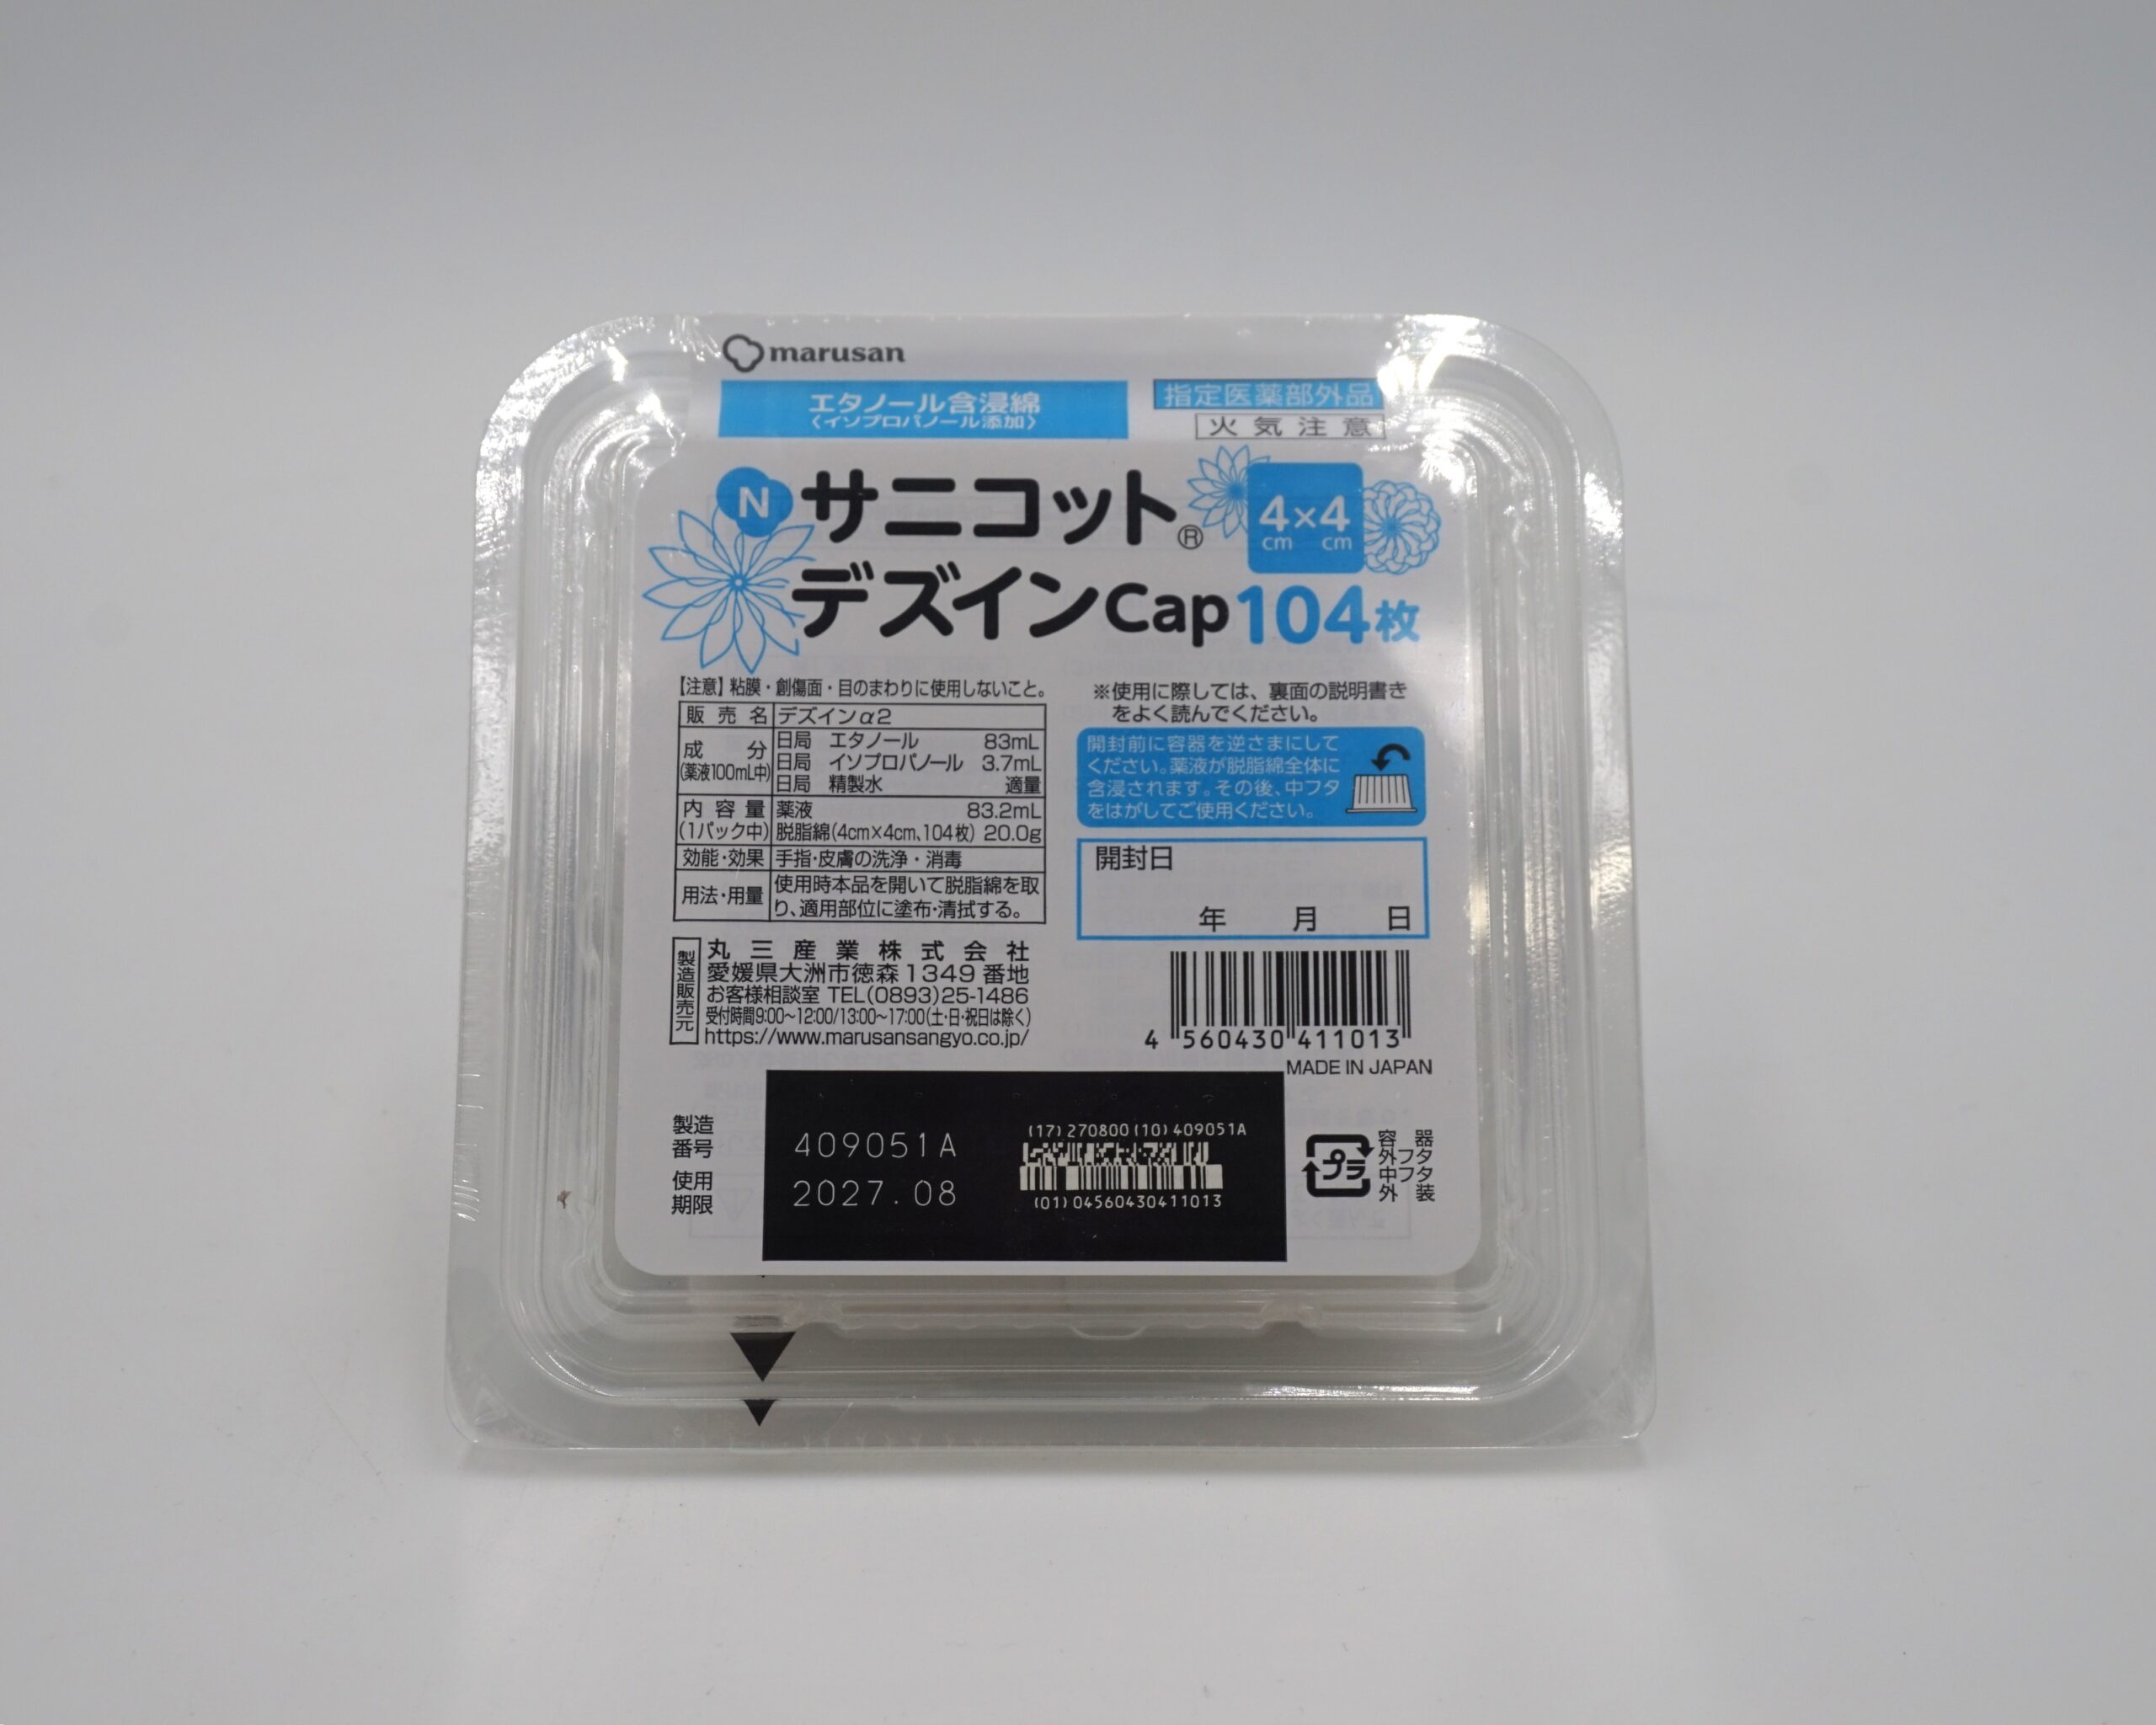 marusan
エタノール含浸綿
〈イソプロパノール添加〉
指定医薬部外品
火気注意
N サニコット®
4cm×4cm
デズインCap 104枚
【注意】粘膜・創傷面・目のまわりに使用しないこと。
販売名 デズインα2
成分 (薬液100mL中)
日局 エタノール 83mL
日局 イソプロパノール 3.7mL
日局 精製水 適量
内容量 (1パック中)
薬液 83.2mL
脱脂綿(4cm×4cm、104枚) 20.0g
効能・効果 手指・皮膚の洗浄・消毒
用法・用量 使用時本品を開いて脱脂綿を取
り、適用部位に塗布・清拭する。
※使用に際しては、裏面の説明書き
をよく読んでください。
開封前に容器を逆さまにして
ください。薬液が脱脂綿全体に
含浸されます。その後、中フタ
をはがしてご使用ください。
開封日
年 月 日
製造販売元
丸三産業株式会社
愛媛県大洲市徳森1349番地
お客様相談室 TEL(0893)25-1486
受付時間9:00〜12:00/13:00〜17:00(土・日・祝日は除く)
https://www.marusansangyo.co.jp/
4 560430 411013
MADE IN JAPAN
製造番号 409051A
使用期限 2027.08
(17)270800(10)409051A
(01)04560430411013
プラ
容器
外フタ
中フタ
外装